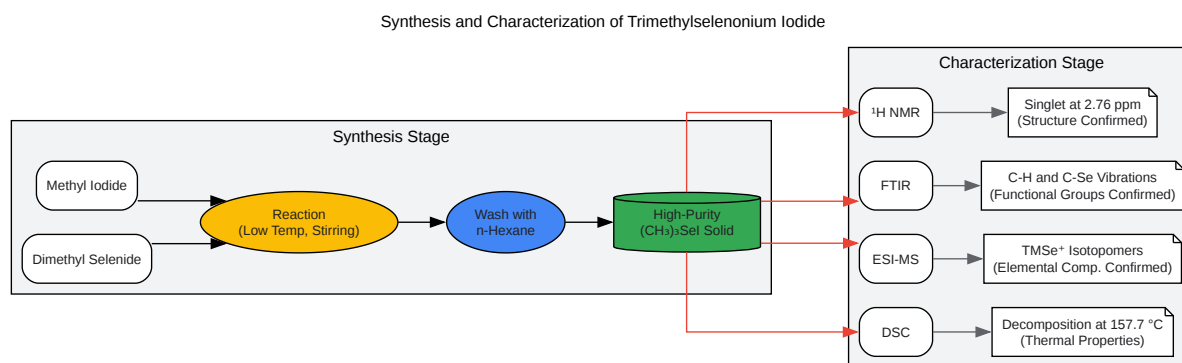 Synthesis and Characterization of Trimethylselenonium Iodide
Synthesis Stage
Methyl Iodide
Dimethyl Selenide
Reaction
(Low Temp, Stirring)
Wash with
n-Hexane
High-Purity
(CH₃)₃SeI Solid
Characterization Stage
¹H NMR
Singlet at 2.76 ppm
(Structure Confirmed)
FTIR
C-H and C-Se Vibrations
(Functional Groups Confirmed)
ESI-MS
TMSe⁺ Isotopomers
(Elemental Comp. Confirmed)
DSC
Decomposition at 157.7 °C
(Thermal Properties)